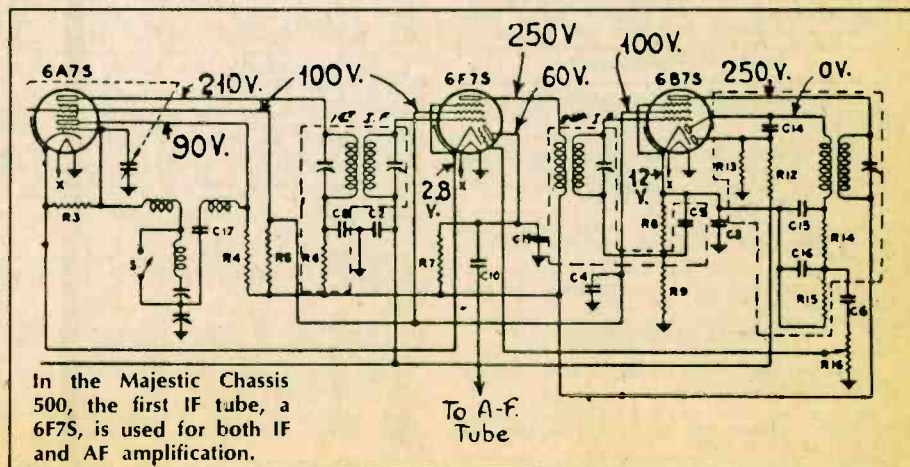 250V
100V.
6A7S
210V.
100V.
6F7S
60V.
6B7S
250V.
0V.
90V.
1ST I.F
2.8
V.
12
V.
X
X
X
C14
R13
R12
R3
C17
R4
R5
R6
C7
R7
C10
C4
R8
R9
C5
C3
C15
C16
R14
R15
C6
R16
S
In the Majestic Chassis
500, the first IF tube, a
6F7S, is used for both IF
and AF amplification.
To A-F.
Tube